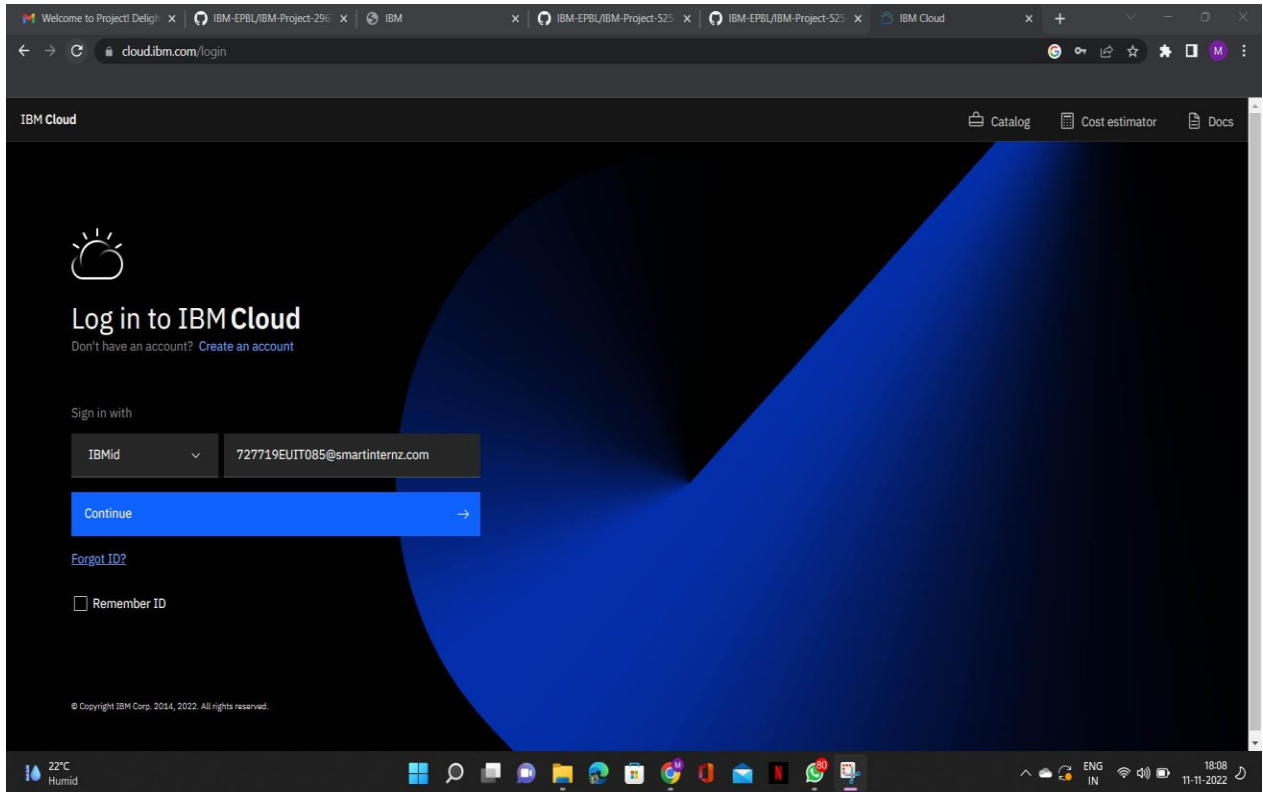 Welcome to Project! Deligh
IBM-EPBL/IBM-Project-296
IBM
IBM-EPBL/IBM-Project-525
IBM-EPBL/IBM-Project-525
IBM Cloud
cloud.ibm.com/login
M
IBM Cloud
Catalog
Cost estimator
Docs
Log in to IBM Cloud
Don't have an account? Create an account
Sign in with
IBMid
727719EUIT085@smartinternz.com
Continue
Forgot ID?
Remember ID
© Copyright IBM Corp. 2014, 2022. All rights reserved.
22°C
Humid
80
ENG
IN
18:08
11-11-2022